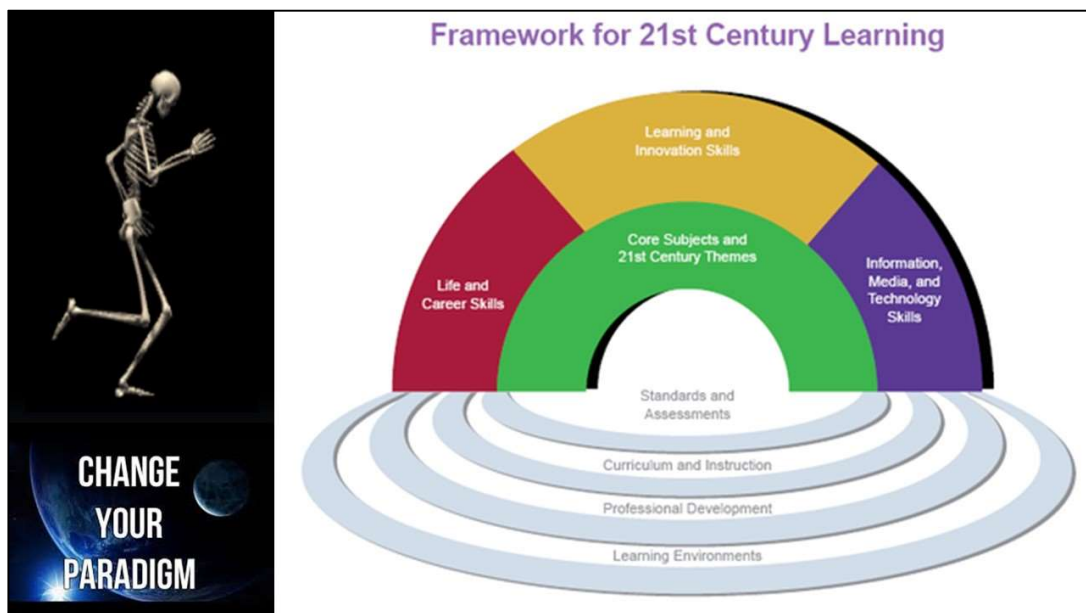 Framework for 21st Century Learning
Learning and
Innovation Skills
Core Subjects and
21st Century Themes
Life and
Career Skills
Information,
Media, and
Technology
Skills
Standards and
Assessments
Curriculum and Instruction
Professional Development
Learning Environments
CHANGE
YOUR
PARADIGM